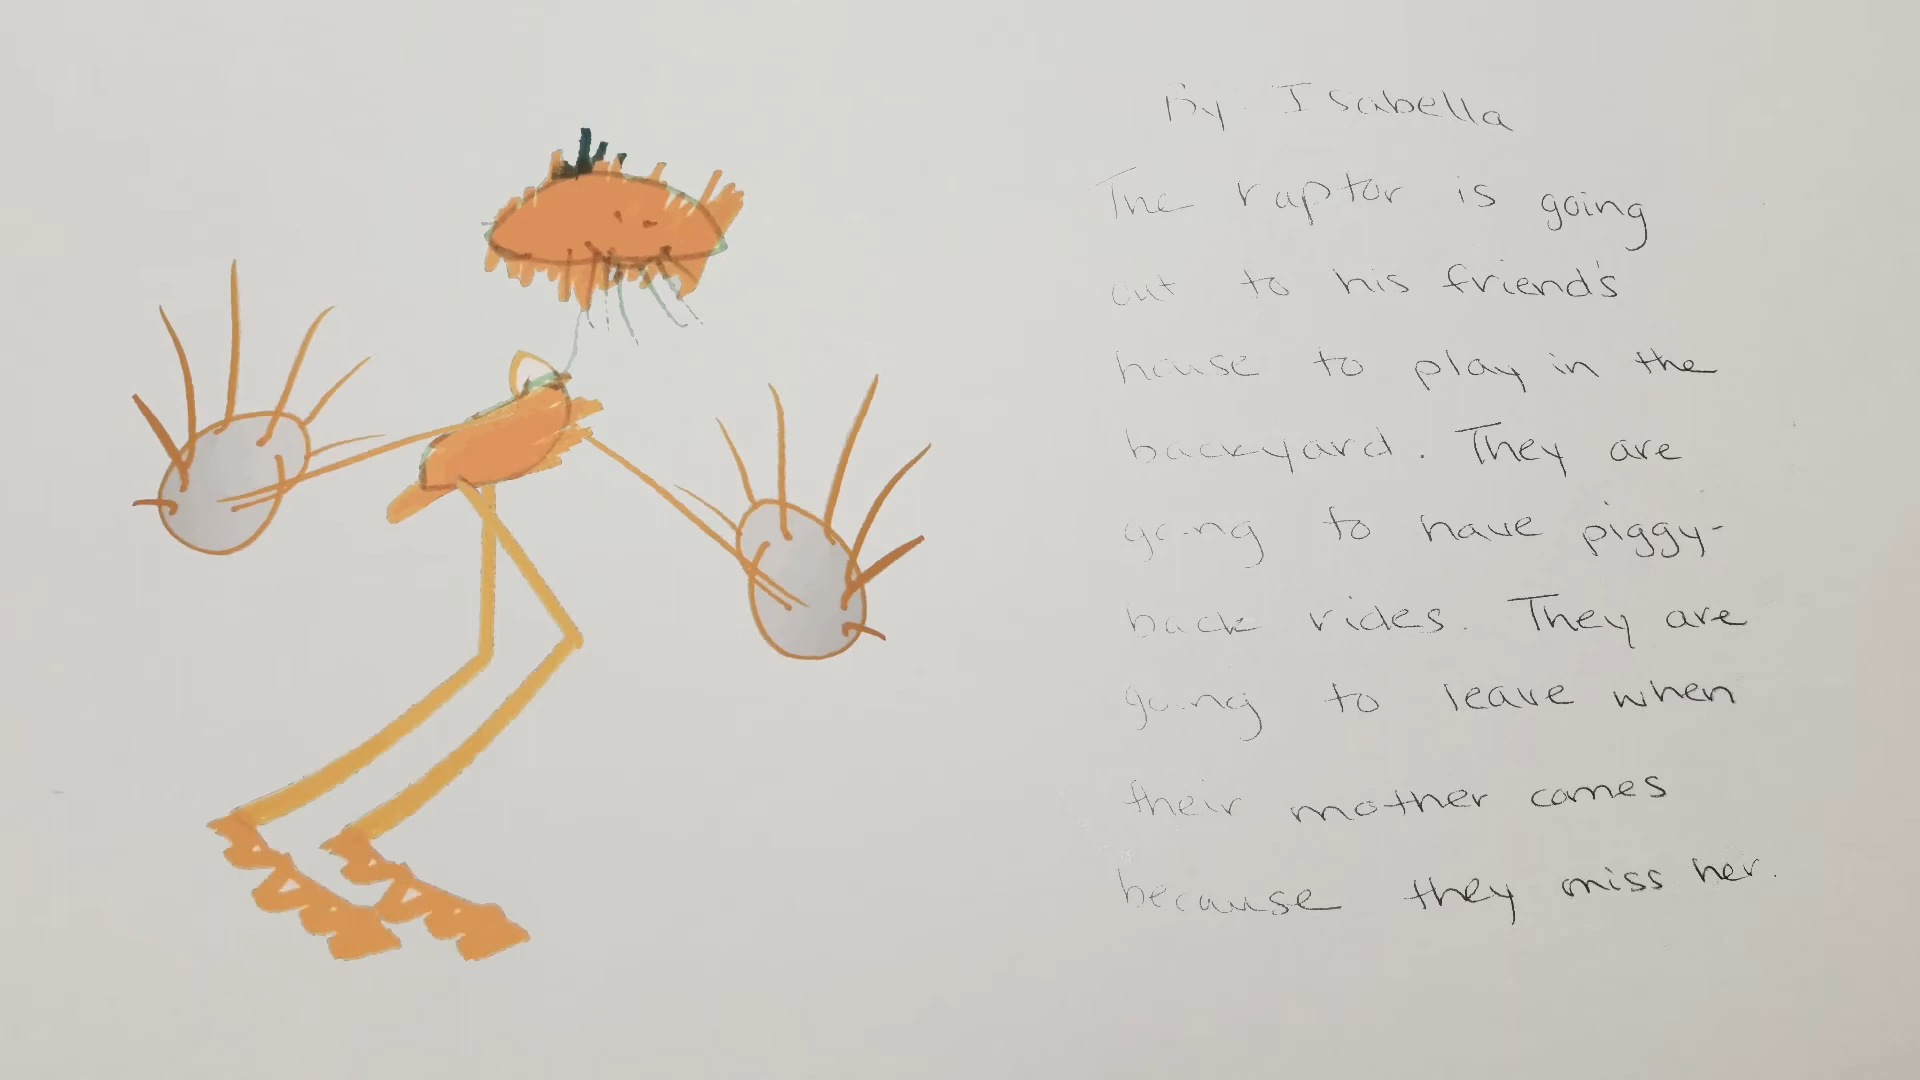 By Isabella
The raptor is going
out to his friend's
house to play in the
backyard. They are
going to have piggy-
back rides. They are
going to leave when
their mother comes
because they miss her.